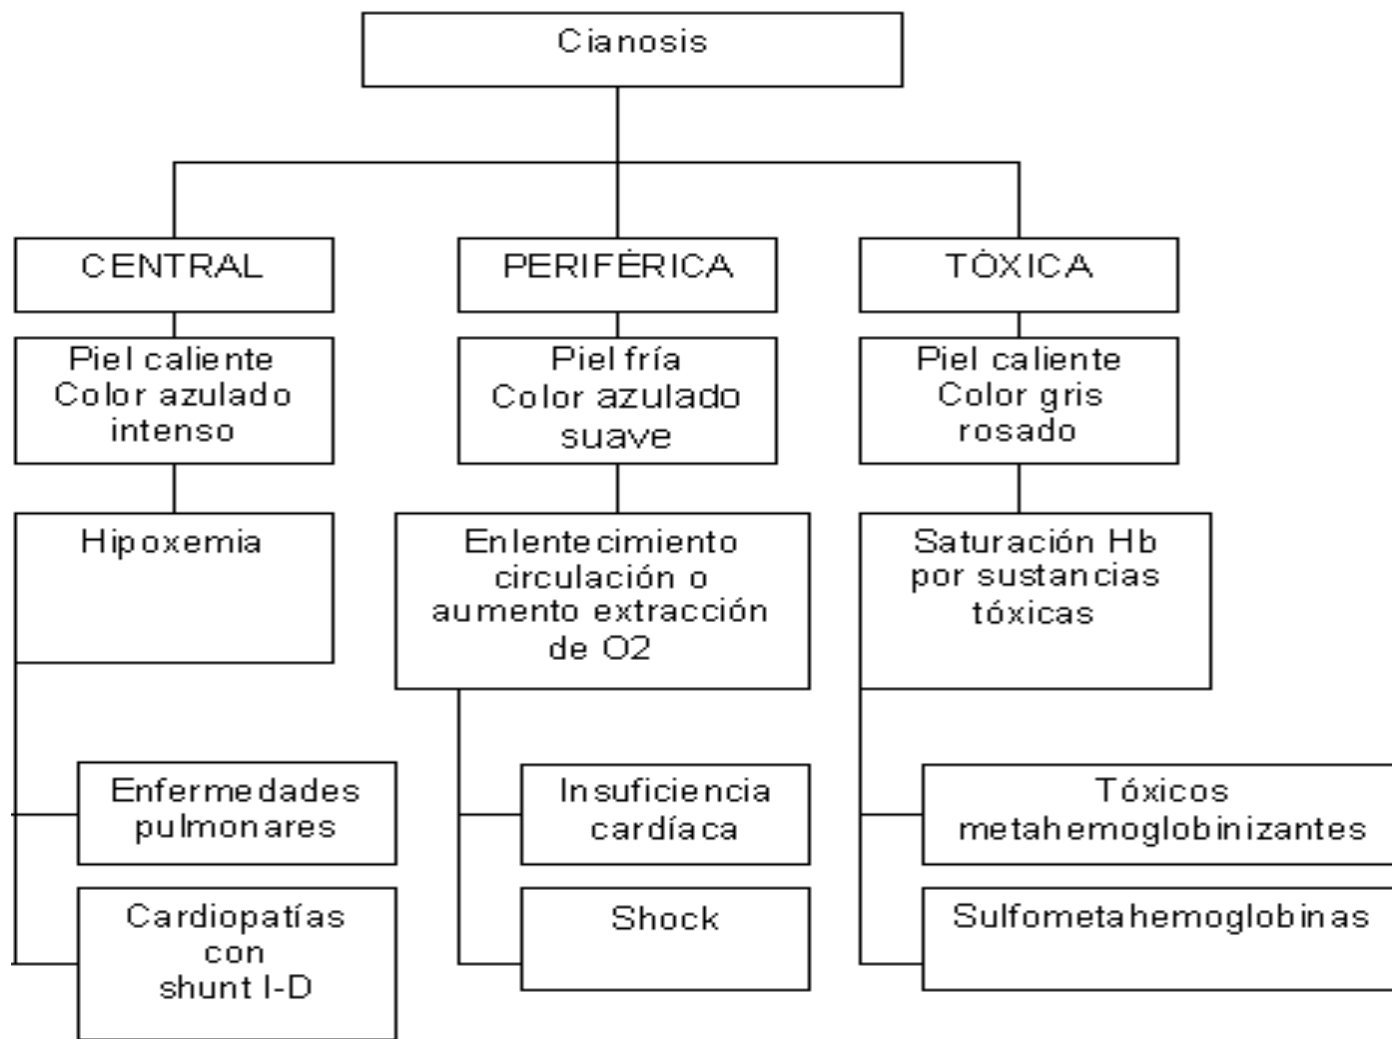 Cianosis
CENTRAL
PERIFÉRICA
TÓXICA
Piel caliente
Color azulado
intenso
Piel fría
Color azulado
suave
Piel caliente
Color gris
rosado
Hipoxemia
Enlentecimiento
circulación o
aumento extracción
de O2
Saturación Hb
por sustancias
tóxicas
Enfermedades
pulmonares
Insuficiencia
cardíaca
Tóxicos
metahemoglobinizantes
Cardiopatías
con
shunt I-D
Shock
Sulfometahemoglobinas